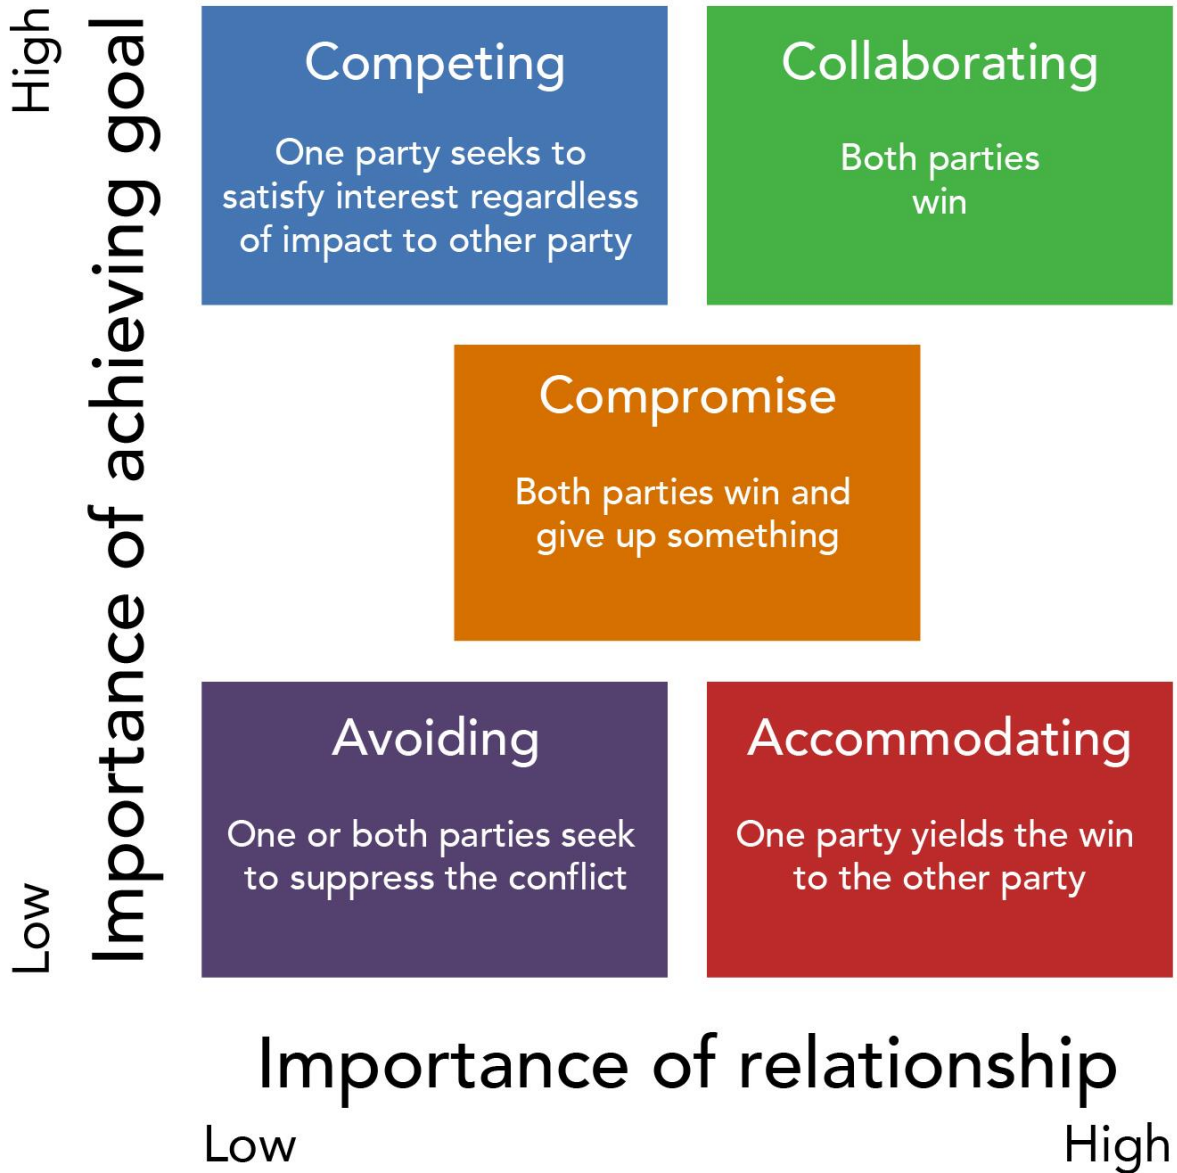 High
Importance of achieving goal
Low
Competing
One party seeks to
satisfy interest regardless
of impact to other party
Collaborating
Both parties
win
Compromise
Both parties win and
give up something
Avoiding
One or both parties seek
to suppress the conflict
Accommodating
One party yields the win
to the other party
Importance of relationship
Low
High